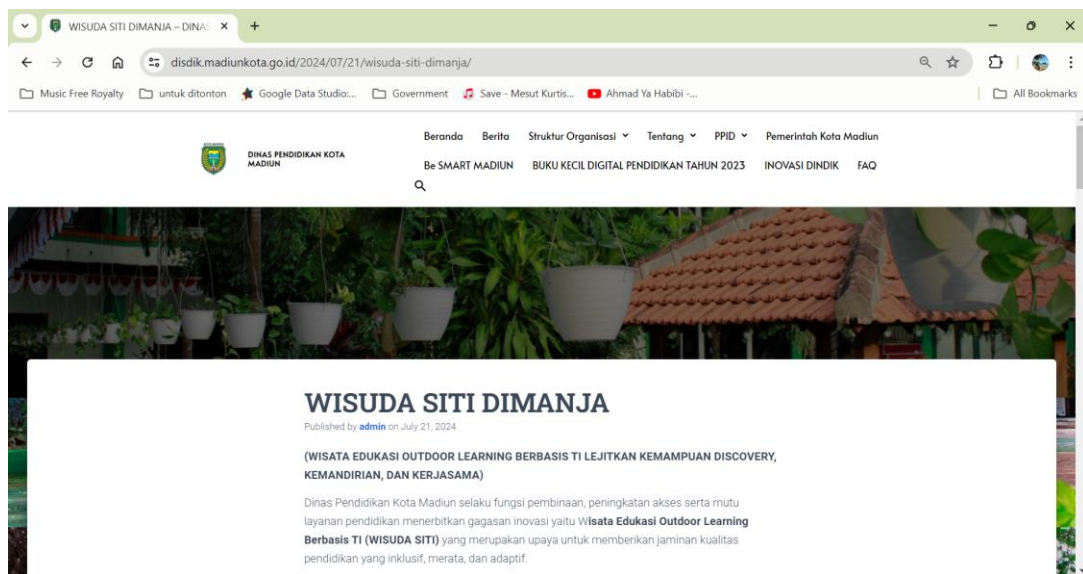 WISUDA SITI DIMANJA – DINAS
disdik.madiunkota.go.id/2024/07/21/wisuda-siti-dimanja/
Music Free Royalty untuk ditonton Google Data Studio:... Government Save - Mesut Kurtis... Ahmad Ya Habibi -... All Bookmarks
DINAS PENDIDIKAN KOTA
MADIUN
Beranda Berita Struktur Organisasi Tentang PPID Pemerintah Kota Madiun
Be SMART MADIUN BUKU KECIL DIGITAL PENDIDIKAN TAHUN 2023 INOVASI DINDIK FAQ
WISUDA SITI DIMANJA
Published by admin on July 21, 2024
(WISATA EDUKASI OUTDOOR LEARNING BERBASIS TI LEJITKAN KEMAMPUAN DISCOVERY,
KEMANDIRIAN, DAN KERJASAMA)
Dinas Pendidikan Kota Madiun selaku fungsi pembinaan, peningkatan akses serta mutu
layanan pendidikan menerbitkan gagasan inovasi yaitu Wisata Edukasi Outdoor Learning
Berbasis TI (WISUDA SITI) yang merupakan upaya untuk memberikan jaminan kualitas
pendidikan yang inklusif, merata, dan adaptif.